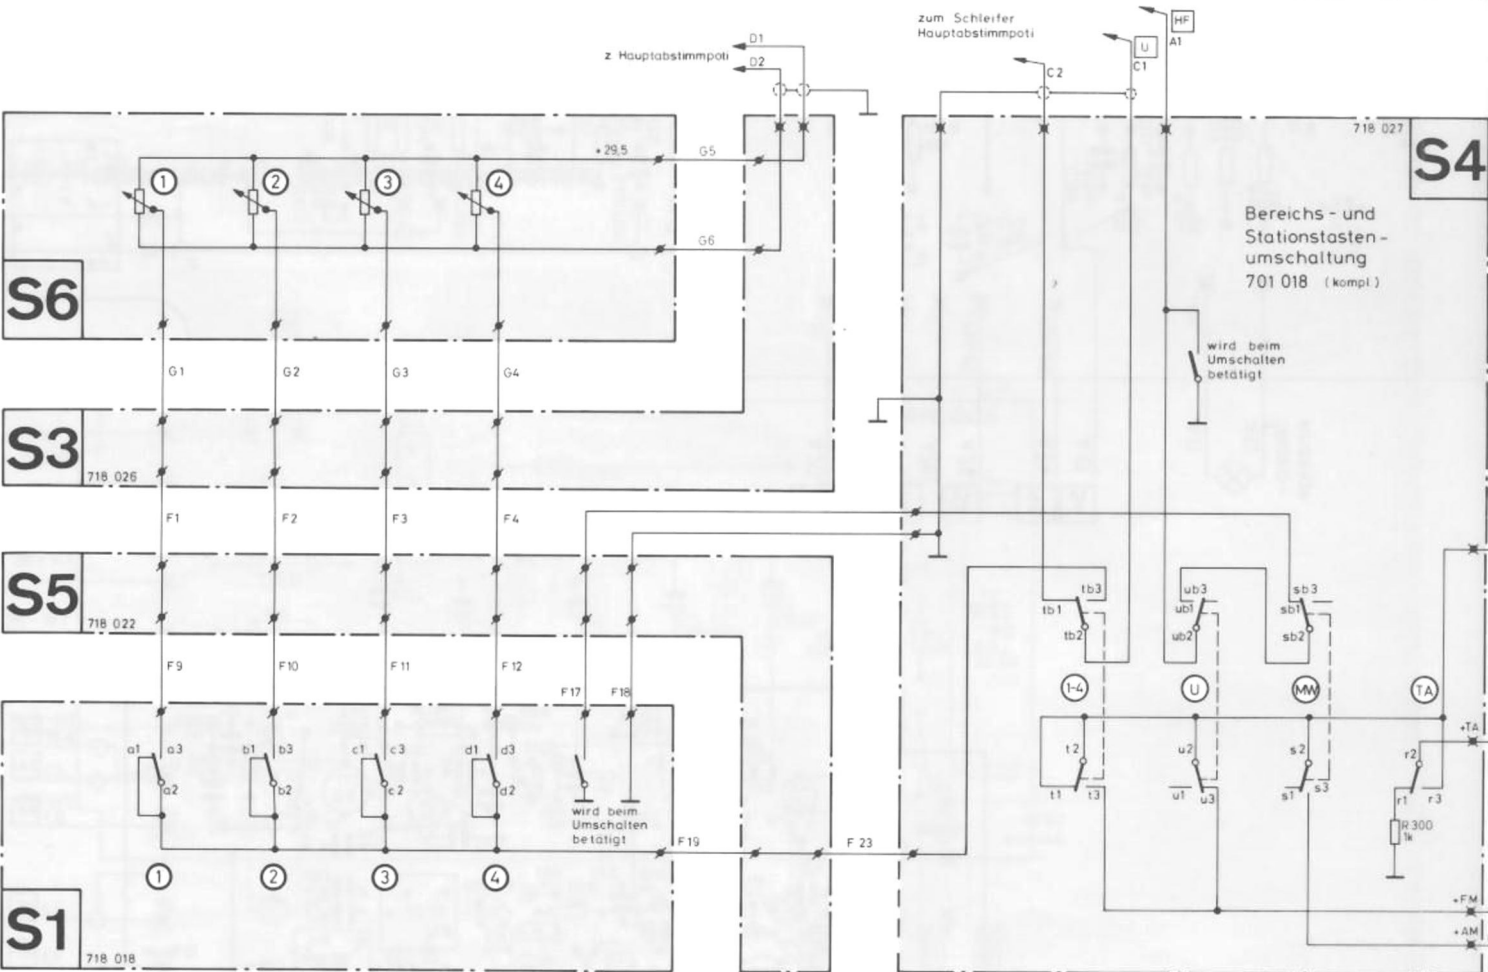 zum Schleifer
Hauptabstimmpoti
HF
A1
U
C1
C2
D1
z. Hauptabstimmpoti
D2
718 027
S4
+29,5
G5
1
2
3
4
G6
Bereichs - und
Stationstasten -
umschaltung
701 018 (kompl.)
S6
wird beim
Umschalten
betätigt
G1
G2
G3
G4
S3
718 026
F1
F2
F3
F4
S5
718 022
tb3
tb1
tb2
ub3
ub1
ub2
sb3
sb1
sb2
F9
F10
F11
F12
F17
F18
1-4
U
MW
TA
+TA
a1
a3
a2
b1
b3
b2
c1
c3
c2
d1
d3
d2
t2
t1
t3
u2
u1
u3
s2
s1
s3
r2
r1
r3
wird beim
Umschalten
betätigt
R300
1k
F19
F 23
1
2
3
4
S1
718 018
+FM
+AM